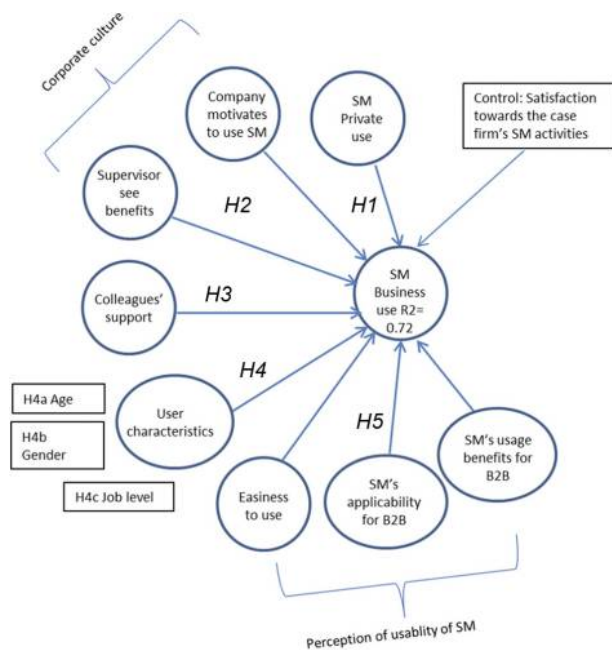 Corporate culture
Company
motivates
to use SM
SM
Private
use
Control: Satisfaction
towards the case
firm's SM activities
Supervisor
see
benefits
H2
H1
SM
Business
use R2=
0.72
Colleagues'
support
H3
H4
H4a Age
H4b
Gender
H4c Job level
User
characteristics
H5
Easiness
to use
SM's
applicability
for B2B
SM's usage
benefits for
B2B
Perception of usablity of SM